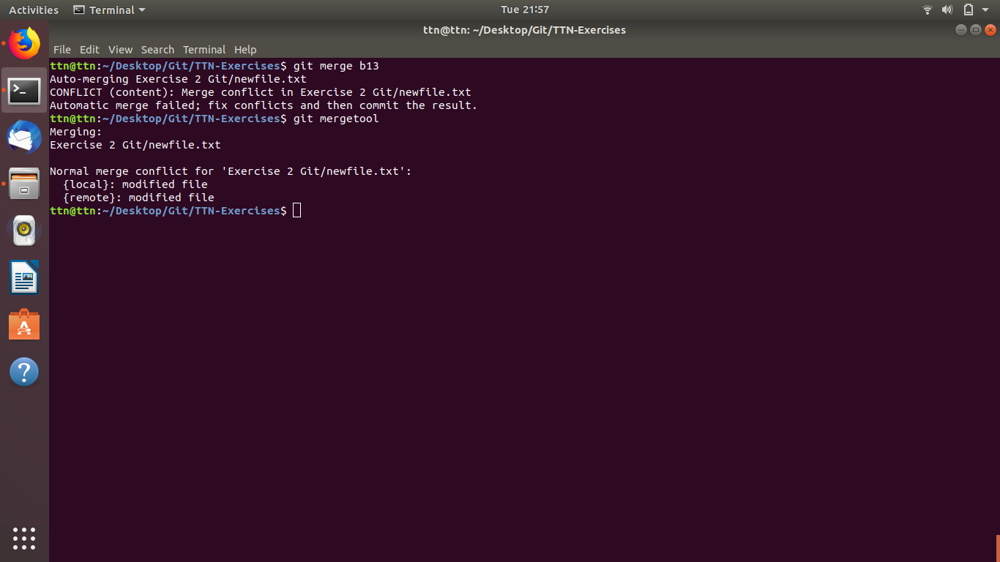 Activities Terminal Tue 21:57
ttn@ttn: ~/Desktop/Git/TTN-Exercises
File Edit View Search Terminal Help
ttn@ttn:~/Desktop/Git/TTN-Exercises$ git merge b13
Auto-merging Exercise 2 Git/newfile.txt
CONFLICT (content): Merge conflict in Exercise 2 Git/newfile.txt
Automatic merge failed; fix conflicts and then commit the result.
ttn@ttn:~/Desktop/Git/TTN-Exercises$ git mergetool
Merging:
Exercise 2 Git/newfile.txt

Normal merge conflict for 'Exercise 2 Git/newfile.txt':
  {local}: modified file
  {remote}: modified file
ttn@ttn:~/Desktop/Git/TTN-Exercises$